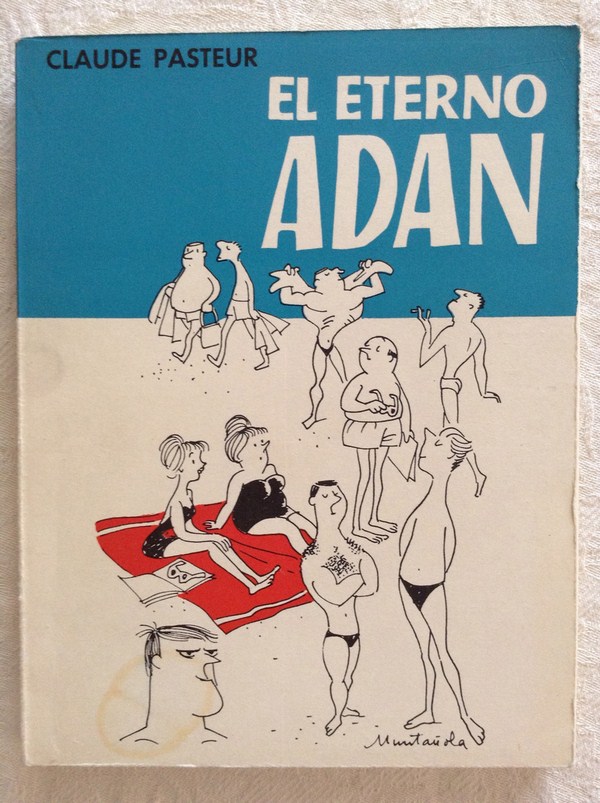 CLAUDE PASTEUR
EL ETERNO
ADAN
Muntañola